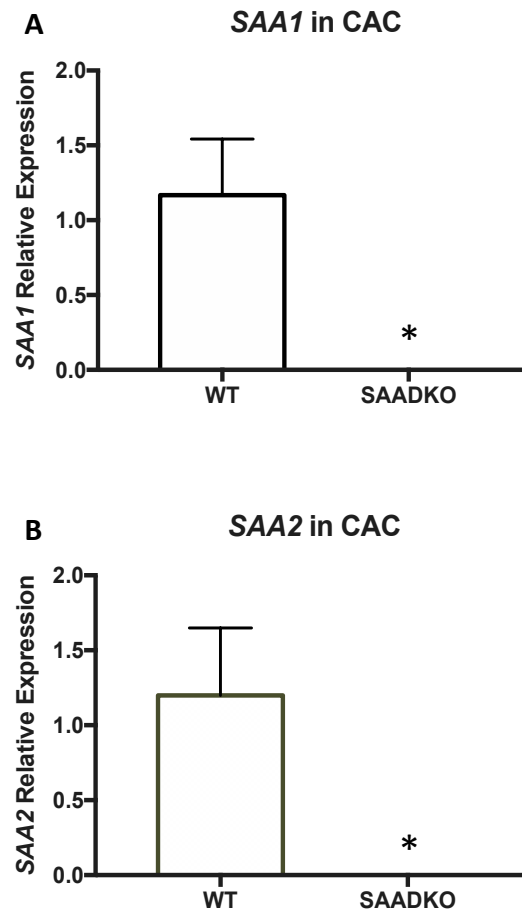 A
SAA1 in CAC
SAA1 Relative Expression
2.0
1.5
1.0
0.5
0.0
*
WT SAADKO
B
SAA2 in CAC
SAA2 Relative Expression
2.0
1.5
1.0
0.5
0.0
*
WT SAADKO